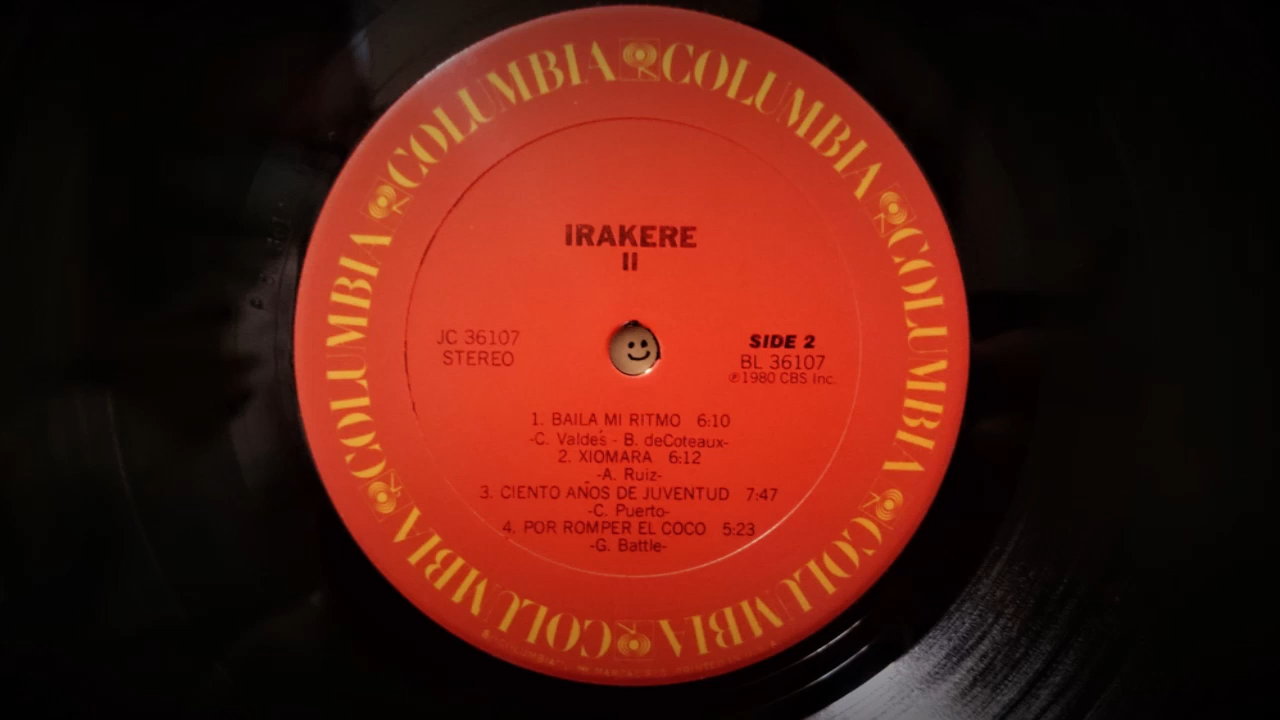 COLUMBIA COLUMBIA COLUMBIA COLUMBIA COLUMBIA COLUMBIA
IRAKERE
II
JC 36107
STEREO
SIDE 2
BL 36107
℗1980 CBS Inc.
1. BAILA MI RITMO 6:10
-C. Valdés - B. deCoteaux-
2. XIOMARA 6:12
-A. Ruiz-
3. CIENTO AÑOS DE JUVENTUD 7:47
-C. Puerto-
4. POR ROMPER EL COCO 5:23
-G. Battle-